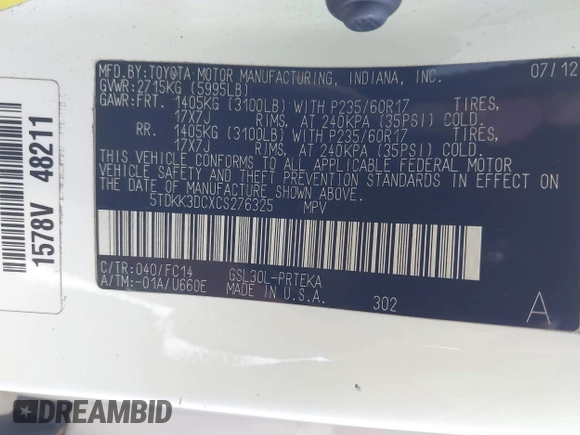 MFD.BY:TOYOTA MOTOR MANUFACTURING, INDIANA, INC. 07/12
GVWR:2715KG (5995LB)
GAWR:FRT. 1405KG (3100LB) WITH P235/60R17 TIRES,
17X7J RIMS, AT 240KPA (35PSI) COLD.
RR. 1405KG (3100LB) WITH P235/60R17 TIRES,
17X7J RIMS, AT 240KPA (35PSI) COLD.
THIS VEHICLE CONFORMS TO ALL APPLICABLE FEDERAL MOTOR
VEHICLE SAFETY AND THEFT PREVENTION STANDARDS IN EFFECT
ON THE DATE OF MANUFACTURE SHOWN ABOVE.
5TDKK3DCXCS276325 MPV
C/TR:040/FC14 GSL30L-PRTEKA
A/TM:-01A/U660E MADE IN U.S.A. 302 A
1578V 48211
DREAMBID